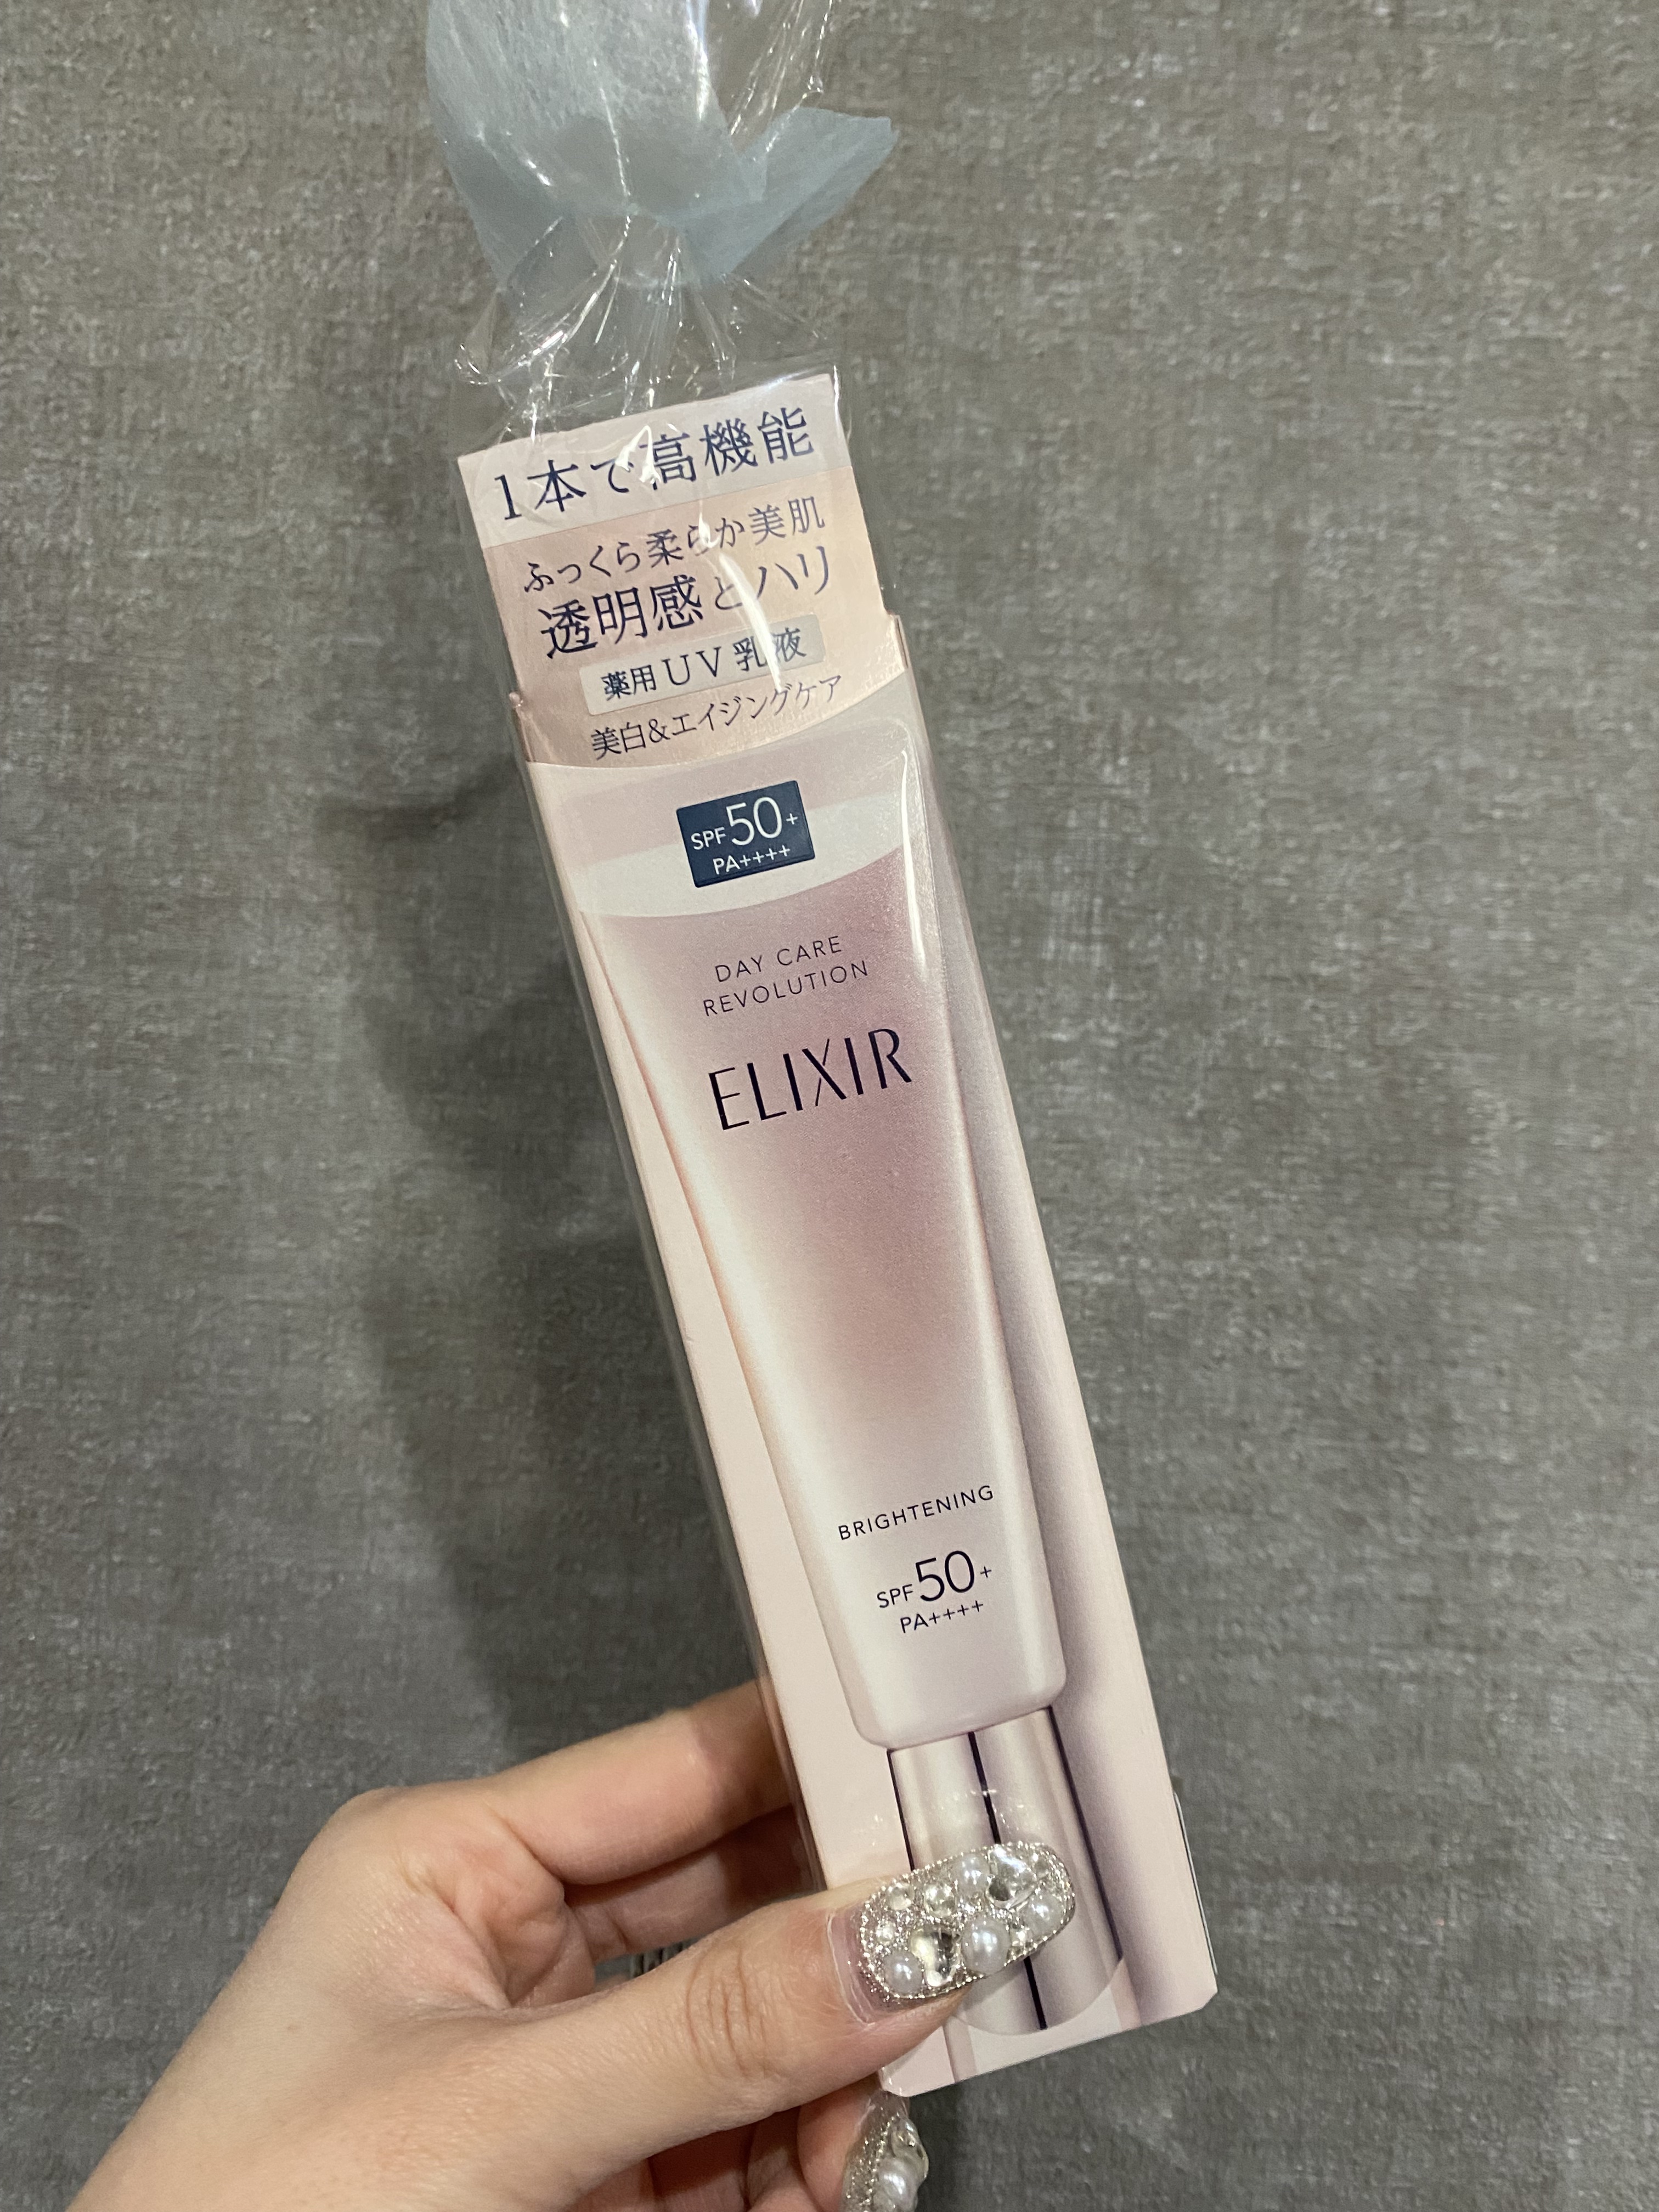 1本で高機能
ふっくら柔らか美肌
透明感とハリ
薬用UV乳液
美白&エイジングケア
SPF50+
PA++++
DAY CARE
REVOLUTION
ELIXIR
BRIGHTENING
SPF50+
PA++++